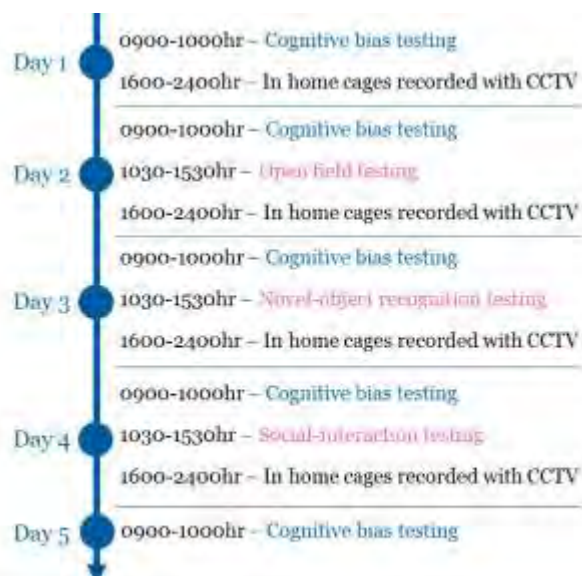 Day 1
0900-1000hr – Cognitive bias testing
1600-2400hr – In home cages recorded with CCTV
Day 2
0900-1000hr – Cognitive bias testing
1030-1530hr – Open field testing
1600-2400hr – In home cages recorded with CCTV
Day 3
0900-1000hr – Cognitive bias testing
1030-1530hr – Novel-object recognition testing
1600-2400hr – In home cages recorded with CCTV
Day 4
0900-1000hr – Cognitive bias testing
1030-1530hr – Social-interaction testing
1600-2400hr – In home cages recorded with CCTV
Day 5
0900-1000hr – Cognitive bias testing